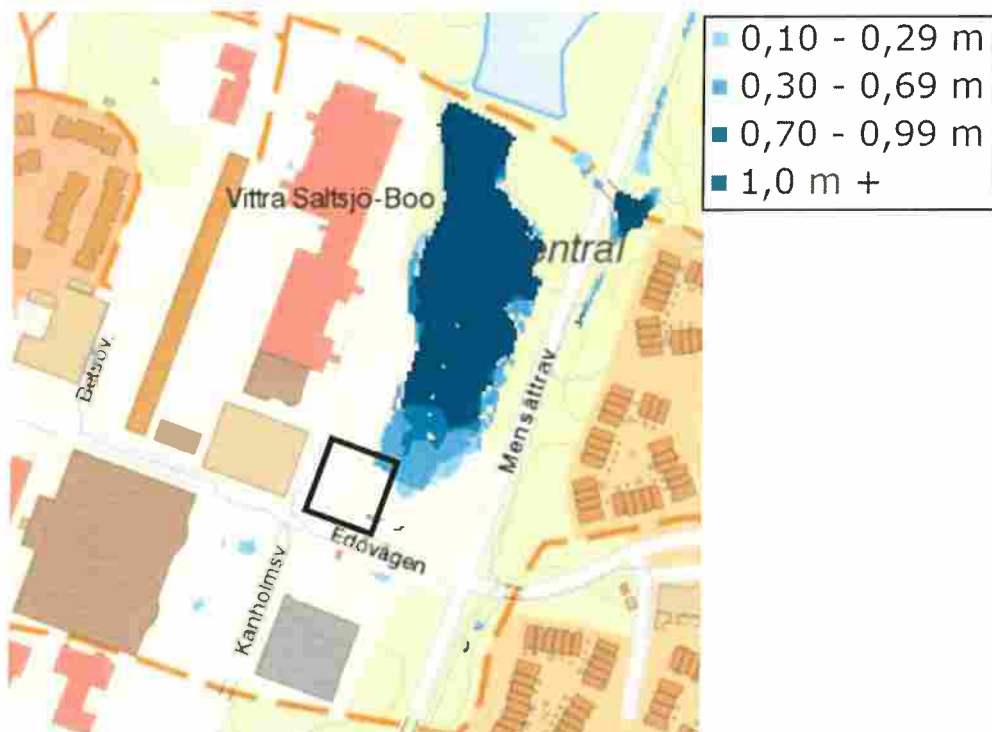 0,10 - 0,29 m
0,30 - 0,69 m
0,70 - 0,99 m
1,0 m +
Vittra Saltsjö-Boo
entral
Mensättrav
Edövägen
Kanholmsv